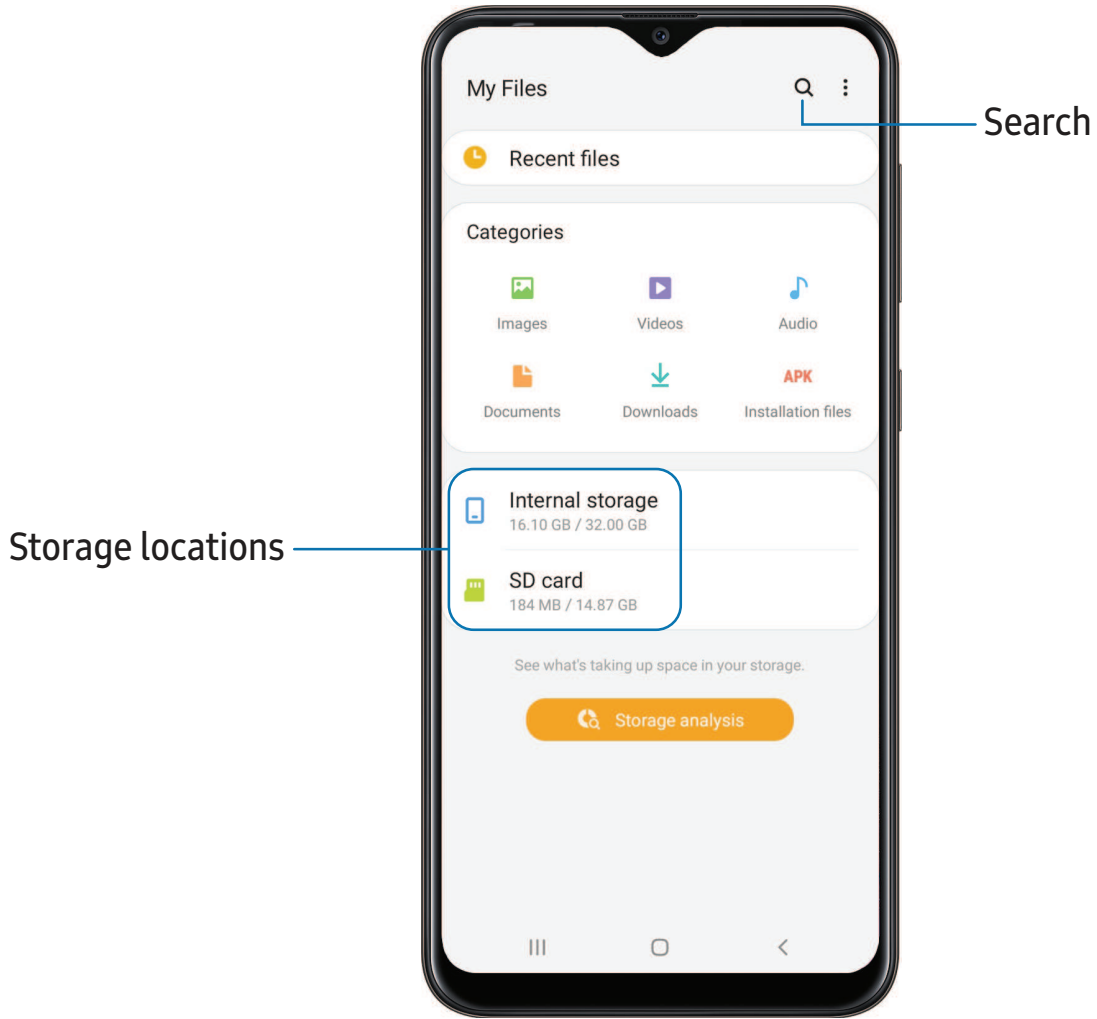 My Files
Search
Recent files
Categories
Images Videos Audio
APK
Documents Downloads Installation files
Storage locations
Internal storage
16.10 GB / 32.00 GB
SD card
184 MB / 14.87 GB
See what's taking up space in your storage.
Storage analysis